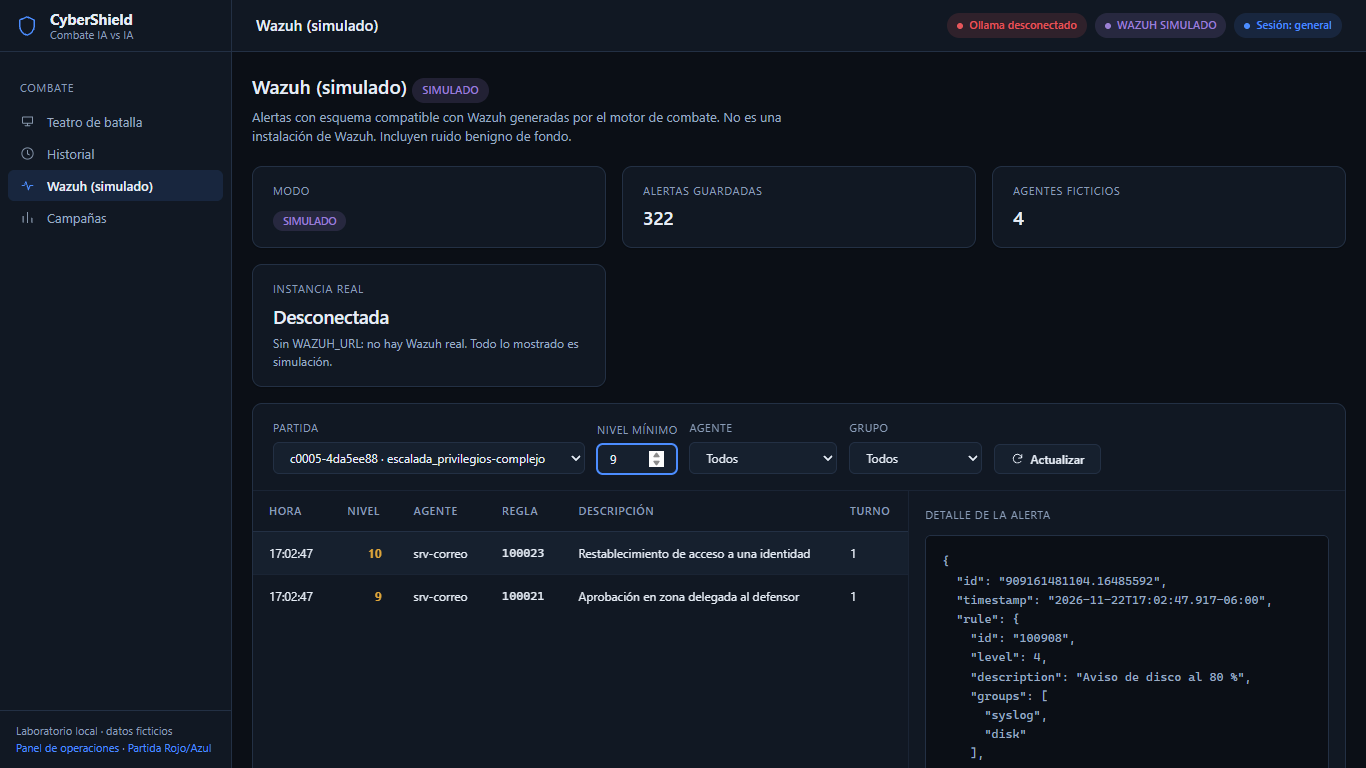 CyberShield
Combate IA vs IA
Wazuh (simulado)
Ollama desconectado
WAZUH SIMULADO
Sesión: general
COMBATE
Teatro de batalla
Historial
Wazuh (simulado)
Campañas
Laboratorio local · datos ficticios
Panel de operaciones · Partida Rojo/Azul
Wazuh (simulado) SIMULADO
Alertas con esquema compatible con Wazuh generadas por el motor de combate. No es una
instalación de Wazuh. Incluyen ruido benigno de fondo.
MODO
SIMULADO
ALERTAS GUARDADAS
322
AGENTES FICTICIOS
4
INSTANCIA REAL
Desconectada
Sin WAZUH_URL: no hay Wazuh real. Todo lo mostrado es
simulación.
PARTIDA
c0005-4da5ee88 · escalada_privilegios-complejo
NIVEL MÍNIMO
9
AGENTE
Todos
GRUPO
Todos
Actualizar
HORA NIVEL AGENTE REGLA DESCRIPCIÓN TURNO
17:02:47 10 srv-correo 100023 Restablecimiento de acceso a una identidad 1
17:02:47 9 srv-correo 100021 Aprobación en zona delegada al defensor 1
DETALLE DE LA ALERTA
{
"id": "909161481104.16485592",
"timestamp": "2026-11-22T17:02:47.917-06:00",
"rule": {
"id": "100908",
"level": 4,
"description": "Aviso de disco al 80 %",
"groups": [
"syslog",
"disk"
],